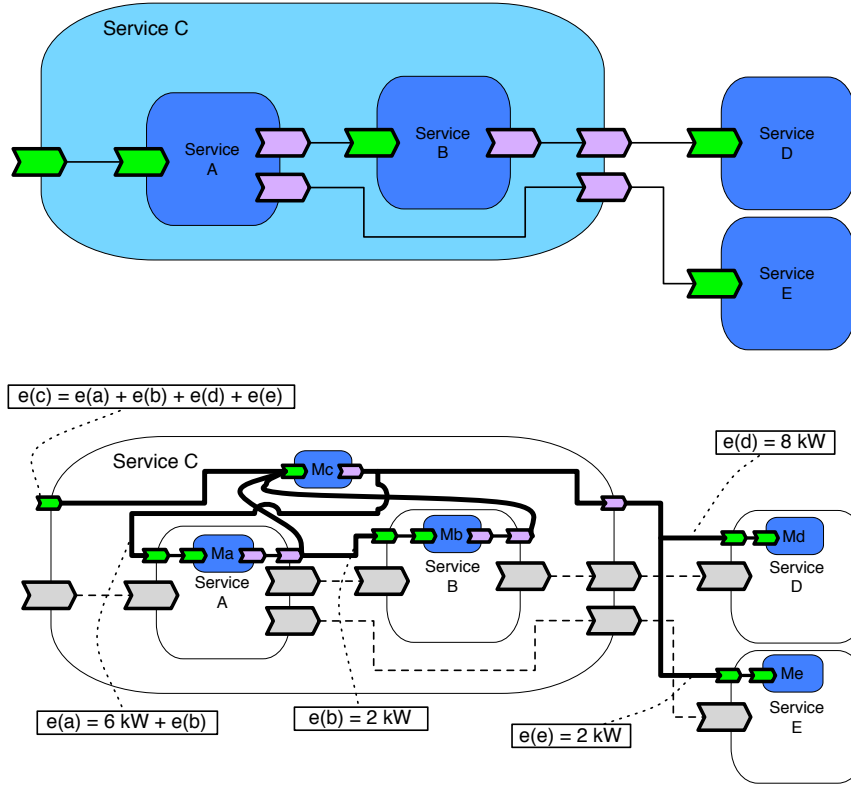 Service C
Service
A
Service
B
Service
D
Service
E
e(c) = e(a) + e(b) + e(d) + e(e)
e(d) = 8 kW
Service C
Mc
Ma
Mb
Md
Service
A
Service
B
Service
D
Me
Service
E
e(a) = 6 kW + e(b)
e(b) = 2 kW
e(e) = 2 kW